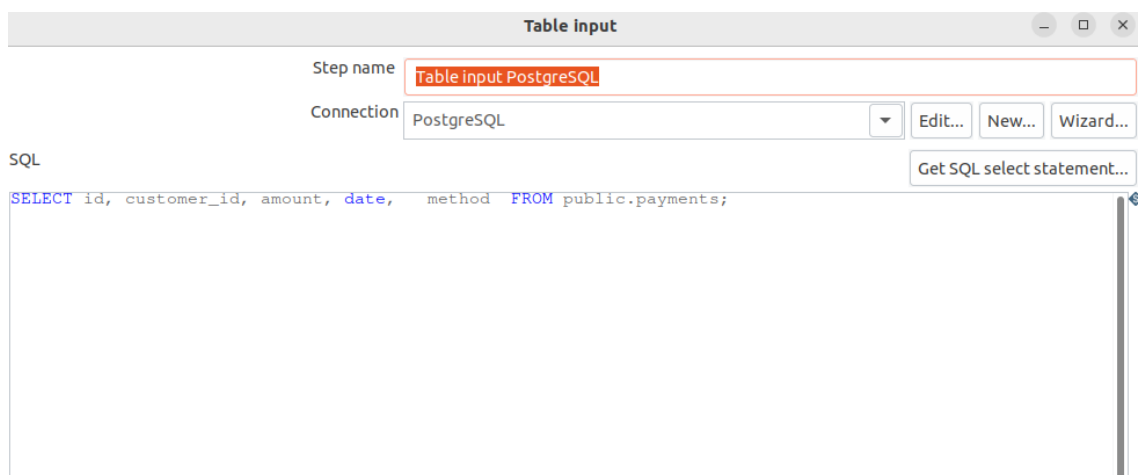 Table input
Step name Table input PostgreSQL
Connection PostgreSQL Edit... New... Wizard...
SQL
Get SQL select statement...
SELECT id, customer_id, amount, date,   method  FROM public.payments;